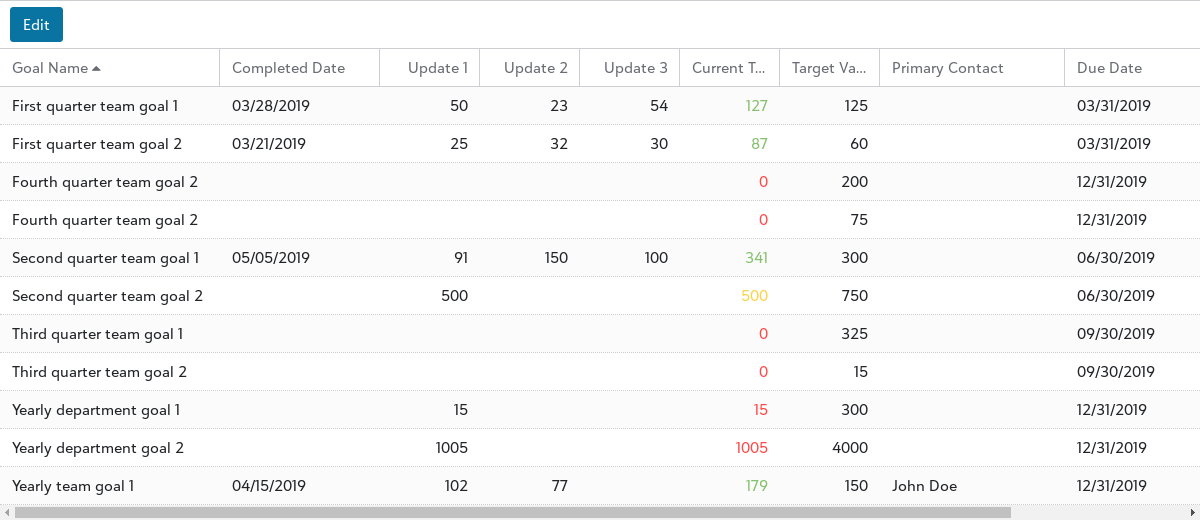 Edit
Goal Name Completed Date Update 1 Update 2 Update 3 Current T... Target Va... Primary Contact Due Date
First quarter team goal 1 03/28/2019 50 23 54 127 125 03/31/2019
First quarter team goal 2 03/21/2019 25 32 30 87 60 03/31/2019
Fourth quarter team goal 2 0 200 12/31/2019
Fourth quarter team goal 2 0 75 12/31/2019
Second quarter team goal 1 05/05/2019 91 150 100 341 300 06/30/2019
Second quarter team goal 2 500 500 750 06/30/2019
Third quarter team goal 1 0 325 09/30/2019
Third quarter team goal 2 0 15 09/30/2019
Yearly department goal 1 15 15 300 12/31/2019
Yearly department goal 2 1005 1005 4000 12/31/2019
Yearly team goal 1 04/15/2019 102 77 179 150 John Doe 12/31/2019